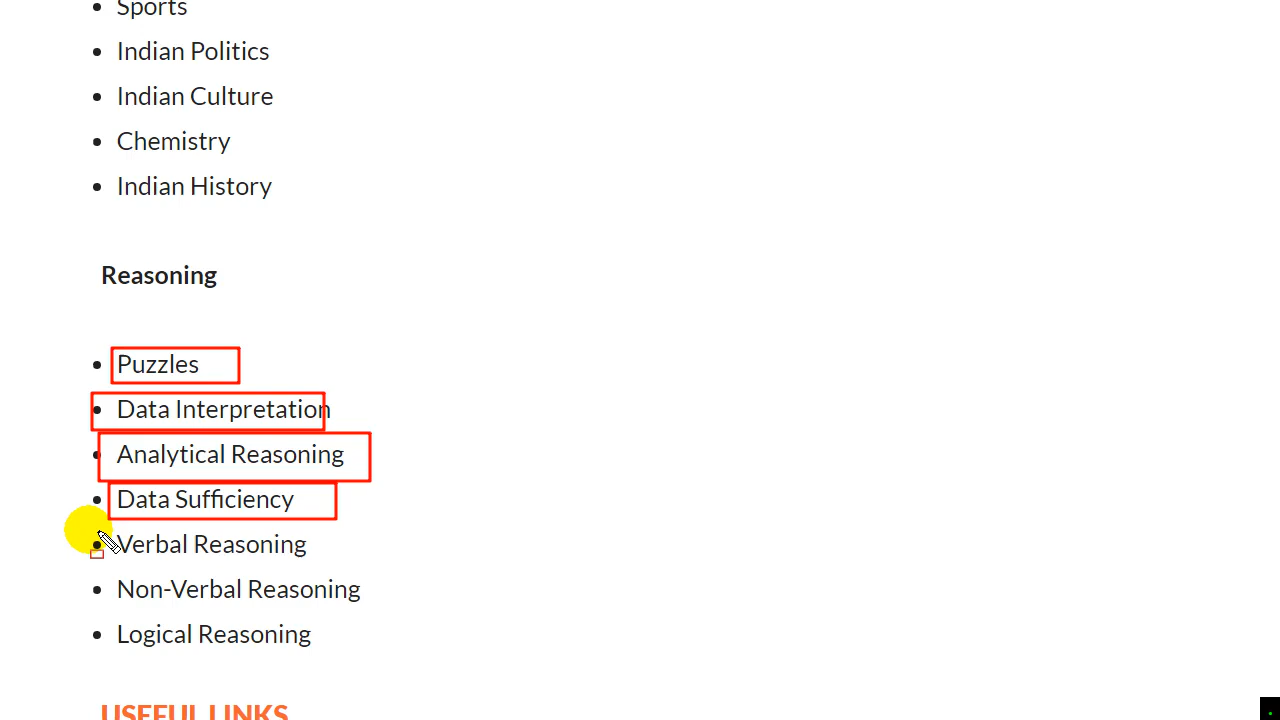 Sports
Indian Politics
Indian Culture
Chemistry
Indian History
Reasoning
Puzzles
Data Interpretation
Analytical Reasoning
Data Sufficiency
Verbal Reasoning
Non-Verbal Reasoning
Logical Reasoning
USEFUL LINKS